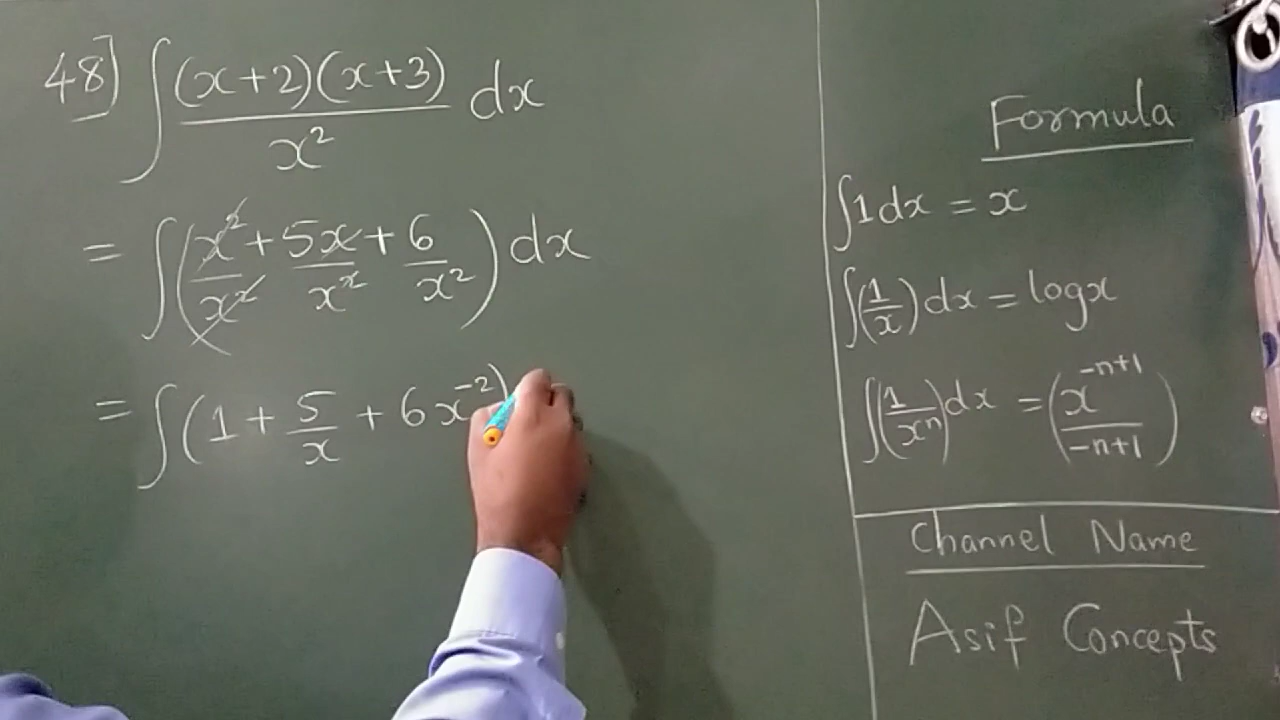 48] ∫ (x+2)(x+3)/x² dx
= ∫ (x²/x² + 5x/x² + 6/x²) dx
= ∫ (1 + 5/x + 6x⁻²)
Formula
∫1dx = x
∫(1/x)dx = logx
∫(1/xⁿ)dx = (x⁻ⁿ⁺¹/-n+1)
Channel Name
Asif Concepts